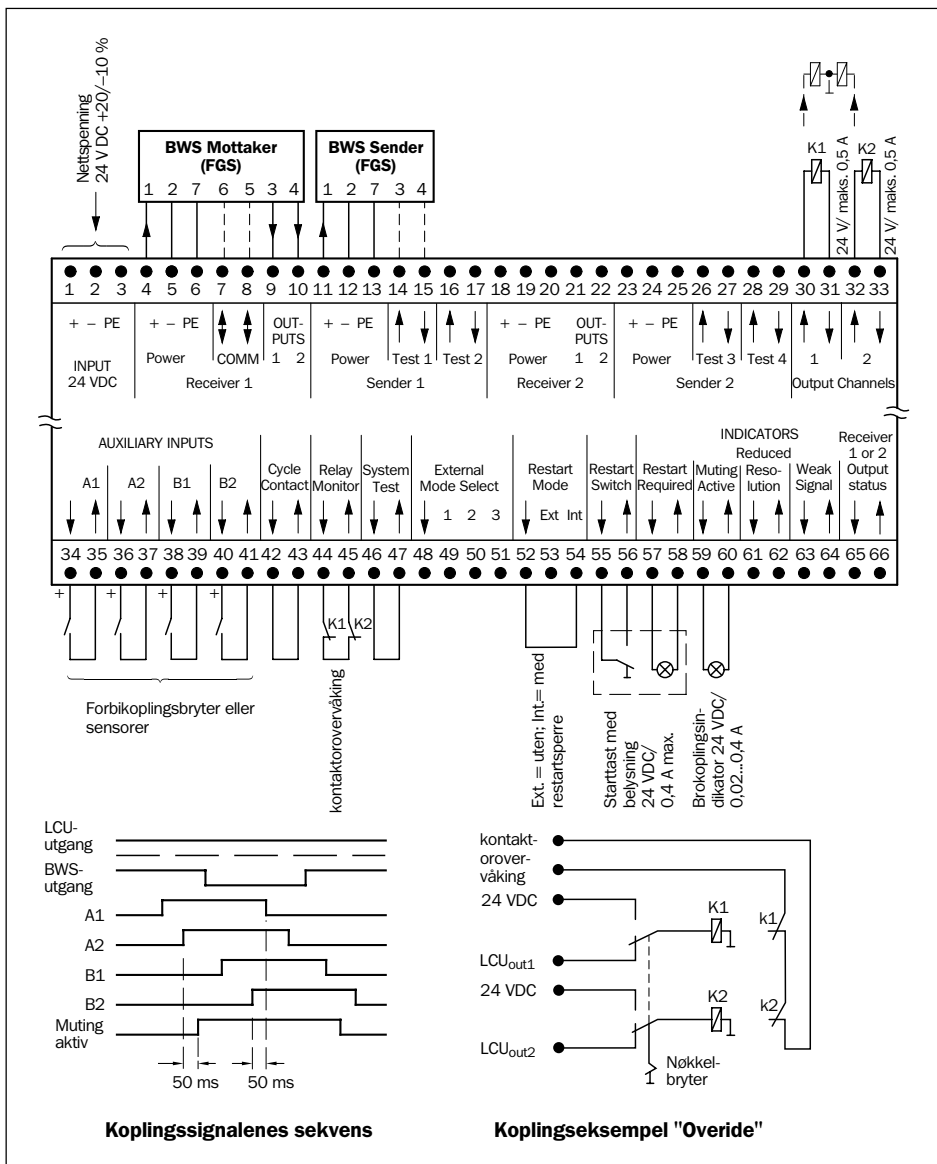 Nettspenning
24 V DC +20/–10 %
BWS Mottaker
(FGS)
1 2 7 6 5 3 4
BWS Sender
(FGS)
1 2 7 3 4
K1
24 V/ maks. 0,5 A
K2
24 V/ maks. 0,5 A
1 2 3 4 5 6 7 8 9 10 11 12 13 14 15 16 17 18 19 20 21 22 23 24 25 26 27 28 29 30 31 32 33
+ – PE
INPUT
24 VDC
+ – PE
Power
COMM
OUT-
PUTS
1 2
Receiver 1
+ – PE
Power
Test 1
Test 2
Sender 1
+ – PE
Power
OUT-
PUTS
1 2
Receiver 2
+ – PE
Power
Test 3
Test 4
Sender 2
1 2
Output Channels
AUXILIARY INPUTS
A1 A2 B1 B2
Cycle
Contact
Relay
Monitor
System
Test
External
Mode Select
1 2 3
Restart
Mode
Ext Int
Restart
Switch
Restart
Required
INDICATORS
Muting
Active
Reduced
Reso-
lution
Weak
Signal
Receiver
1 or 2
Output
status
34 35 36 37 38 39 40 41 42 43 44 45 46 47 48 49 50 51 52 53 54 55 56 57 58 59 60 61 62 63 64 65 66
+ + + +
K1 K2
Forbikoplingsbryter eller
sensorer
kontaktorovervåking
Ext. = uten; Int.= med
restartsperre
Starttast med
belysning
24 VDC/
0,4 A max.
Brokoplingsin-
dikator 24 VDC/
0,02...0,4 A
LCU-
utgang
BWS-
utgang
A1
A2
B1
B2
Muting
aktiv
50 ms 50 ms
Koplingssignalenes sekvens
kontakt-
orover-
våking
24 VDC
K1
k1
LCUout1
24 VDC
K2
k2
LCUout2
Nøkkel-
bryter
Koplingseksempel "Overide"